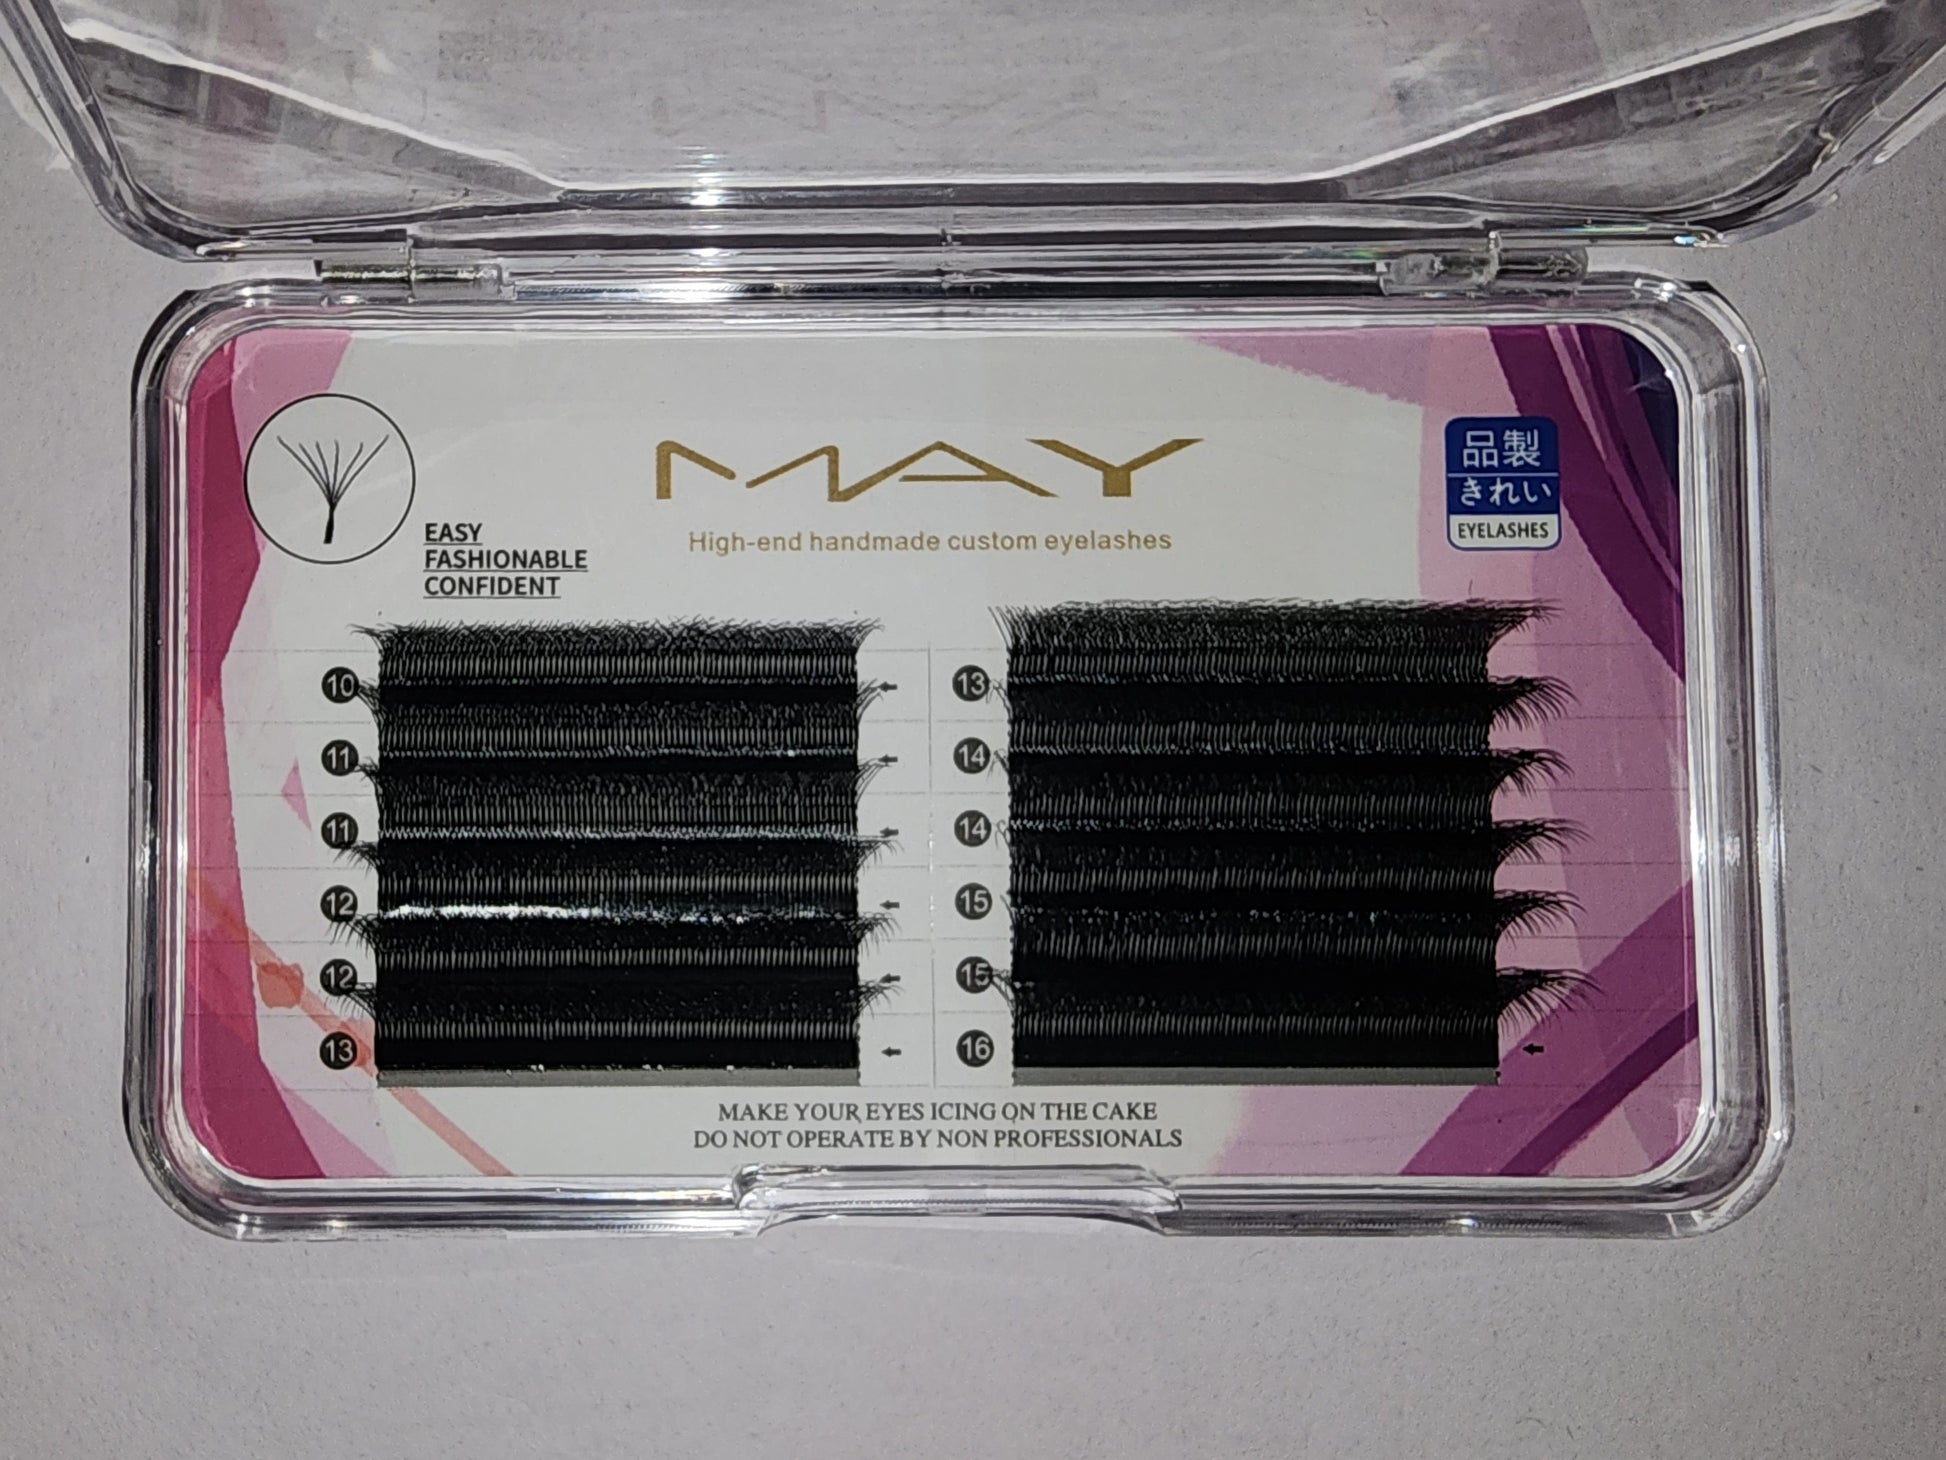 MAY
High-end handmade custom eyelashes
EASY
FASHIONABLE
CONFIDENT
品製
きれい
EYELASHES
10
11
11
12
12
13
13
14
14
15
15
16
MAKE YOUR EYES ICING ON THE CAKE
DO NOT OPERATE BY NON PROFESSIONALS